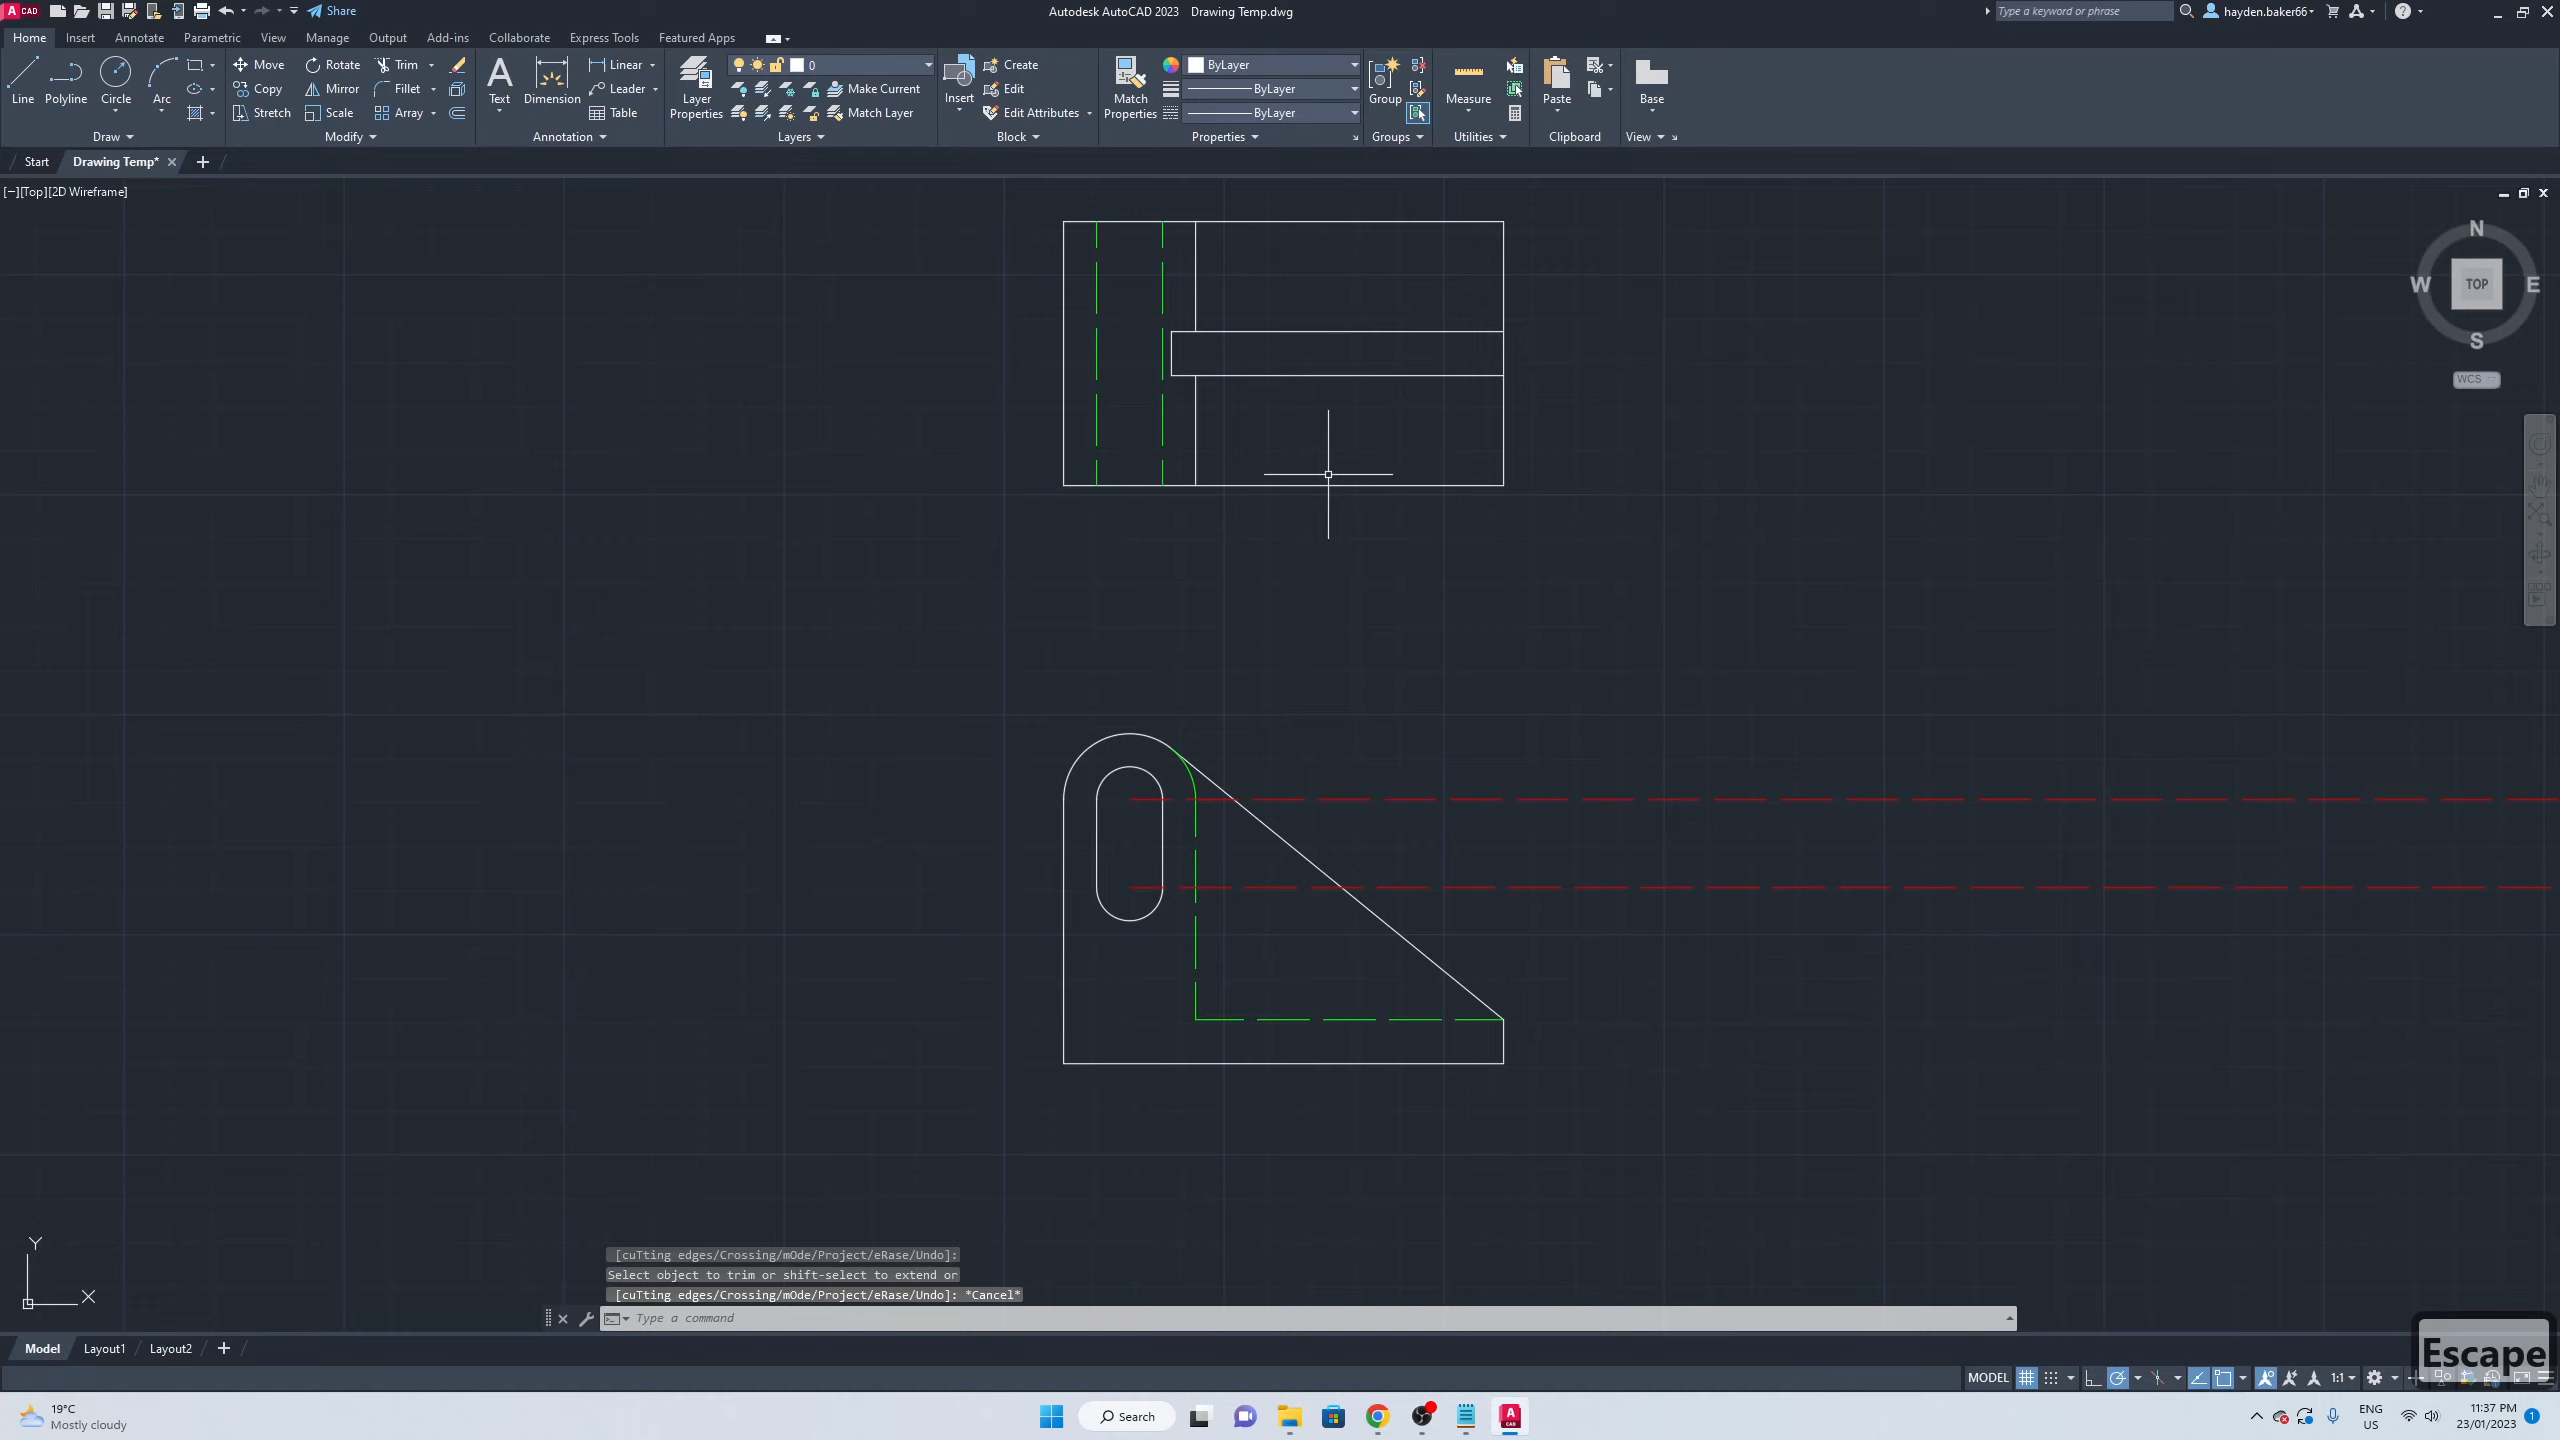 A CAD Share Autodesk AutoCAD 2023 Drawing Temp.dwg Type a keyword or phrase hayden.baker66 ?
Home Insert Annotate Parametric View Manage Output Add-ins Collaborate Express Tools Featured Apps
Line Polyline Circle Arc
Move Rotate Trim
Copy Mirror Fillet
Stretch Scale Array
Text Dimension
Linear
Leader
Table
Layer Properties
0
Make Current
Match Layer
Insert
Create
Edit
Edit Attributes
Match Properties
ByLayer
ByLayer
ByLayer
Group
Measure
Paste
Base
Draw Modify Annotation Layers Block Properties Groups Utilities Clipboard View
Start Drawing Temp*
[−][Top][2D Wireframe]
N
W TOP E
S
WCS
Y
X
[cuTting edges/Crossing/mOde/Project/eRase/Undo]:
Select object to trim or shift-select to extend or
[cuTting edges/Crossing/mOde/Project/eRase/Undo]: *Cancel*
Type a command
Model Layout1 Layout2
Escape
MODEL 1:1
19°C
Mostly cloudy
Search
A CAD
ENG
US
11:37 PM
23/01/2023
1